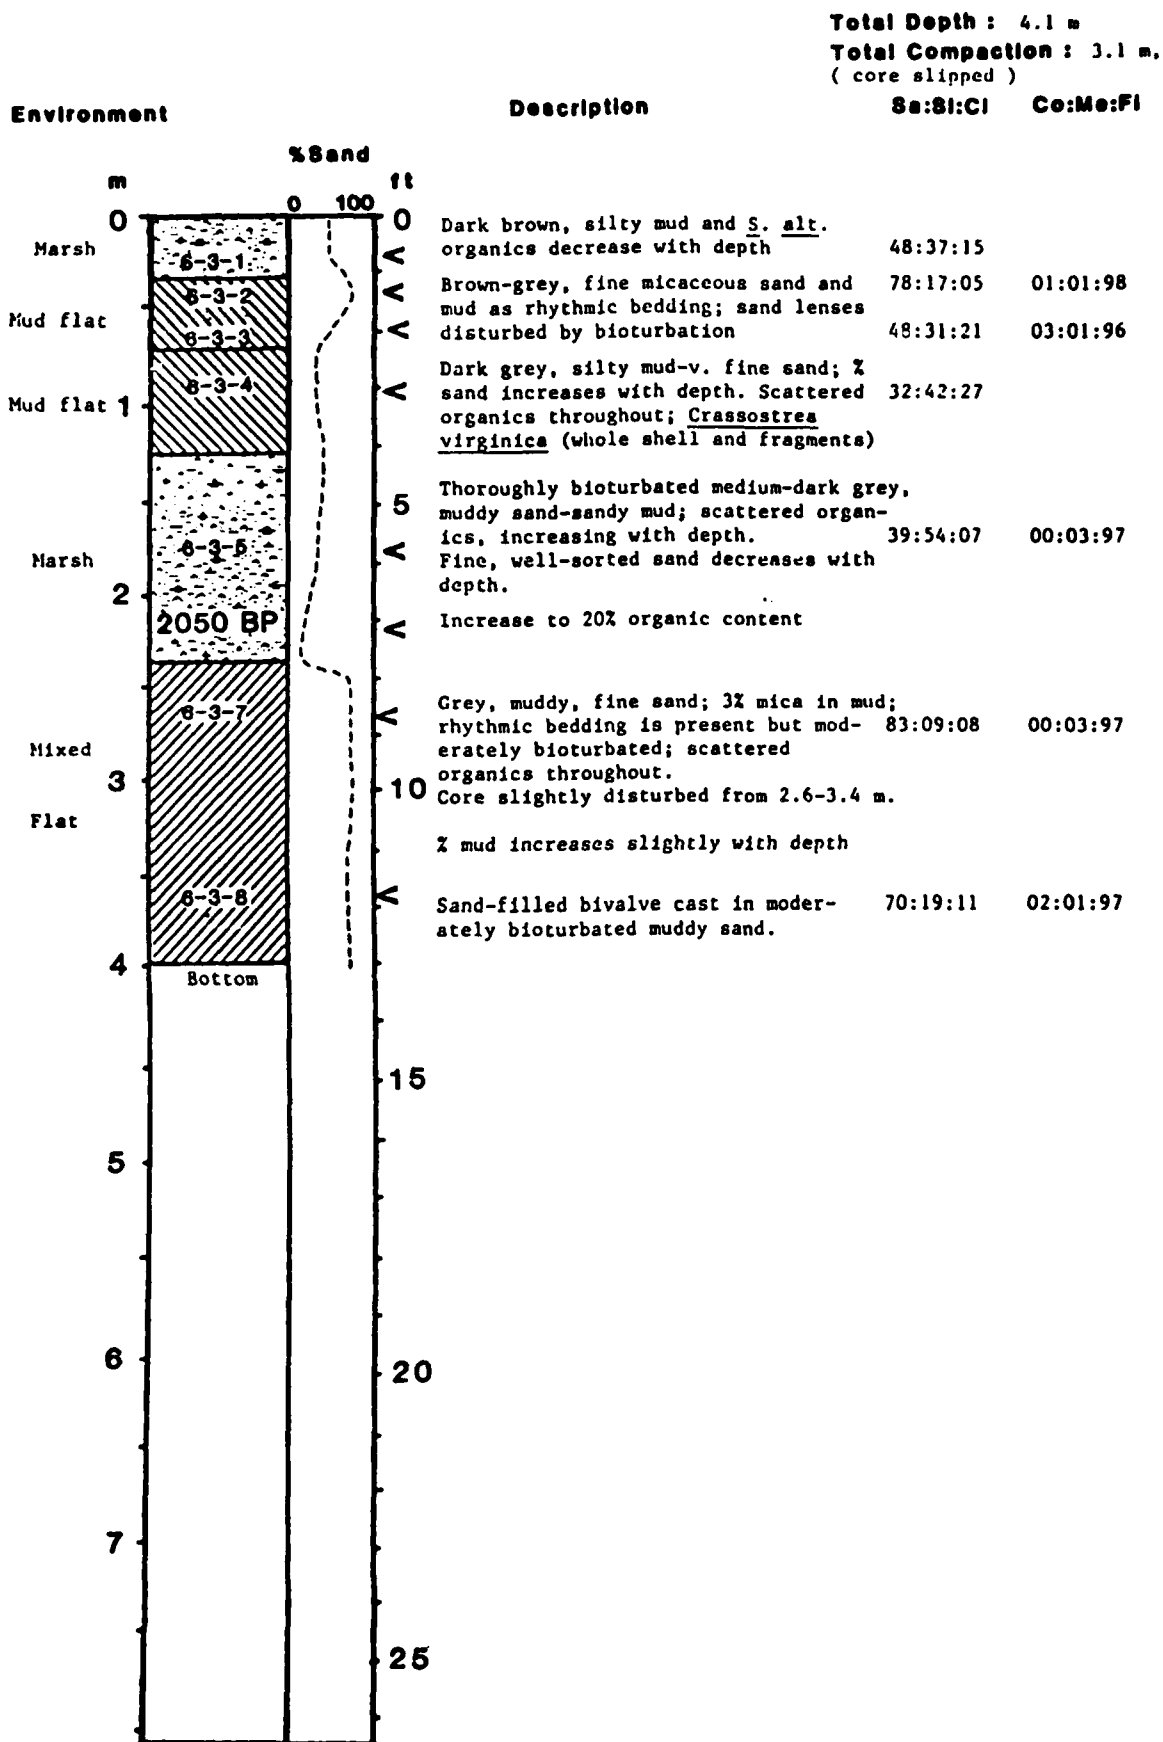 Total Depth : 4.1 m
Total Compaction : 3.1 m.
( core slipped )
Environment Description Sa:Si:Cl Co:Me:Fi
%Sand
m ft
0 0 100 0
Dark brown, silty mud and S. alt.
Marsh organics decrease with depth 48:37:15
6-3-1
Brown-grey, fine micaceous sand and 78:17:05 01:01:98
6-3-2
mud as rhythmic bedding; sand lenses
Mud flat
6-3-3 disturbed by bioturbation 48:31:21 03:01:96
Dark grey, silty mud-v. fine sand; %
6-3-4
sand increases with depth. Scattered 32:42:27
Mud flat 1
organics throughout; Crassostrea
virginica (whole shell and fragments)
Thoroughly bioturbated medium-dark grey,
5
muddy sand-sandy mud; scattered organ-
ics, increasing with depth. 39:54:07 00:03:97
6-3-5
Marsh Fine, well-sorted sand decreases with
depth.
2
2050 BP Increase to 20% organic content
Grey, muddy, fine sand; 3% mica in mud;
6-3-7
rhythmic bedding is present but mod- 83:09:08 00:03:97
Mixed erately bioturbated; scattered
organics throughout.
3 10
Core slightly disturbed from 2.6-3.4 m.
Flat
% mud increases slightly with depth
6-3-8
Sand-filled bivalve cast in moder- 70:19:11 02:01:97
ately bioturbated muddy sand.
4
Bottom
15
5
6
20
7
25